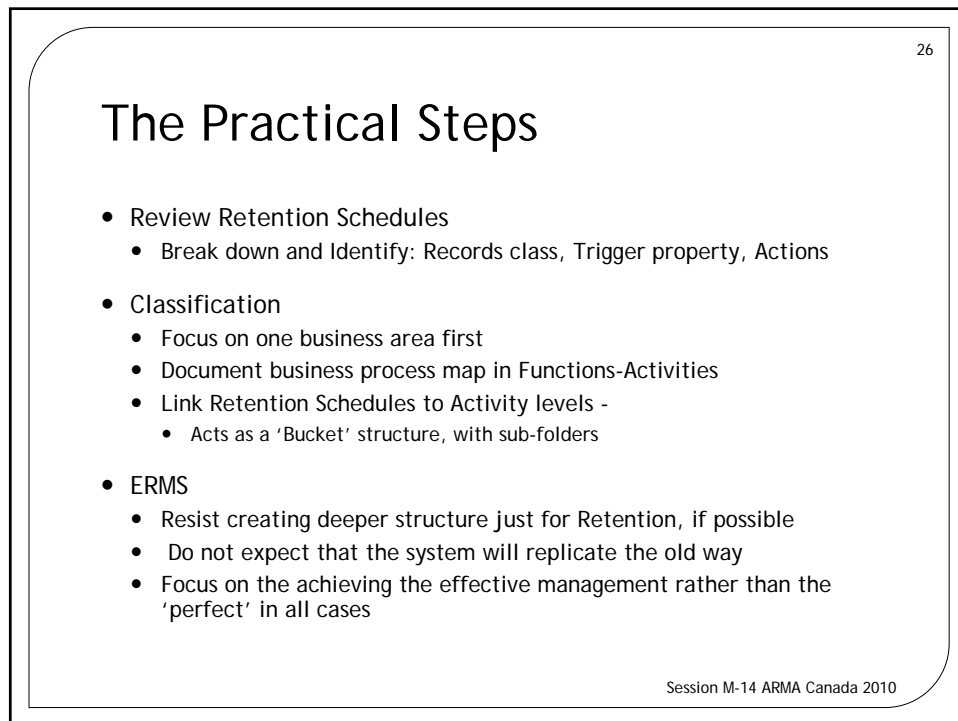 26
The Practical Steps
• Review Retention Schedules
• Break down and Identify: Records class, Trigger property, Actions
• Classification
• Focus on one business area first
• Document business process map in Functions-Activities
• Link Retention Schedules to Activity levels -
• Acts as a ‘Bucket’ structure, with sub-folders
• ERMS
• Resist creating deeper structure just for Retention, if possible
• Do not expect that the system will replicate the old way
• Focus on the achieving the effective management rather than the
‘perfect’ in all cases
Session M-14 ARMA Canada 2010